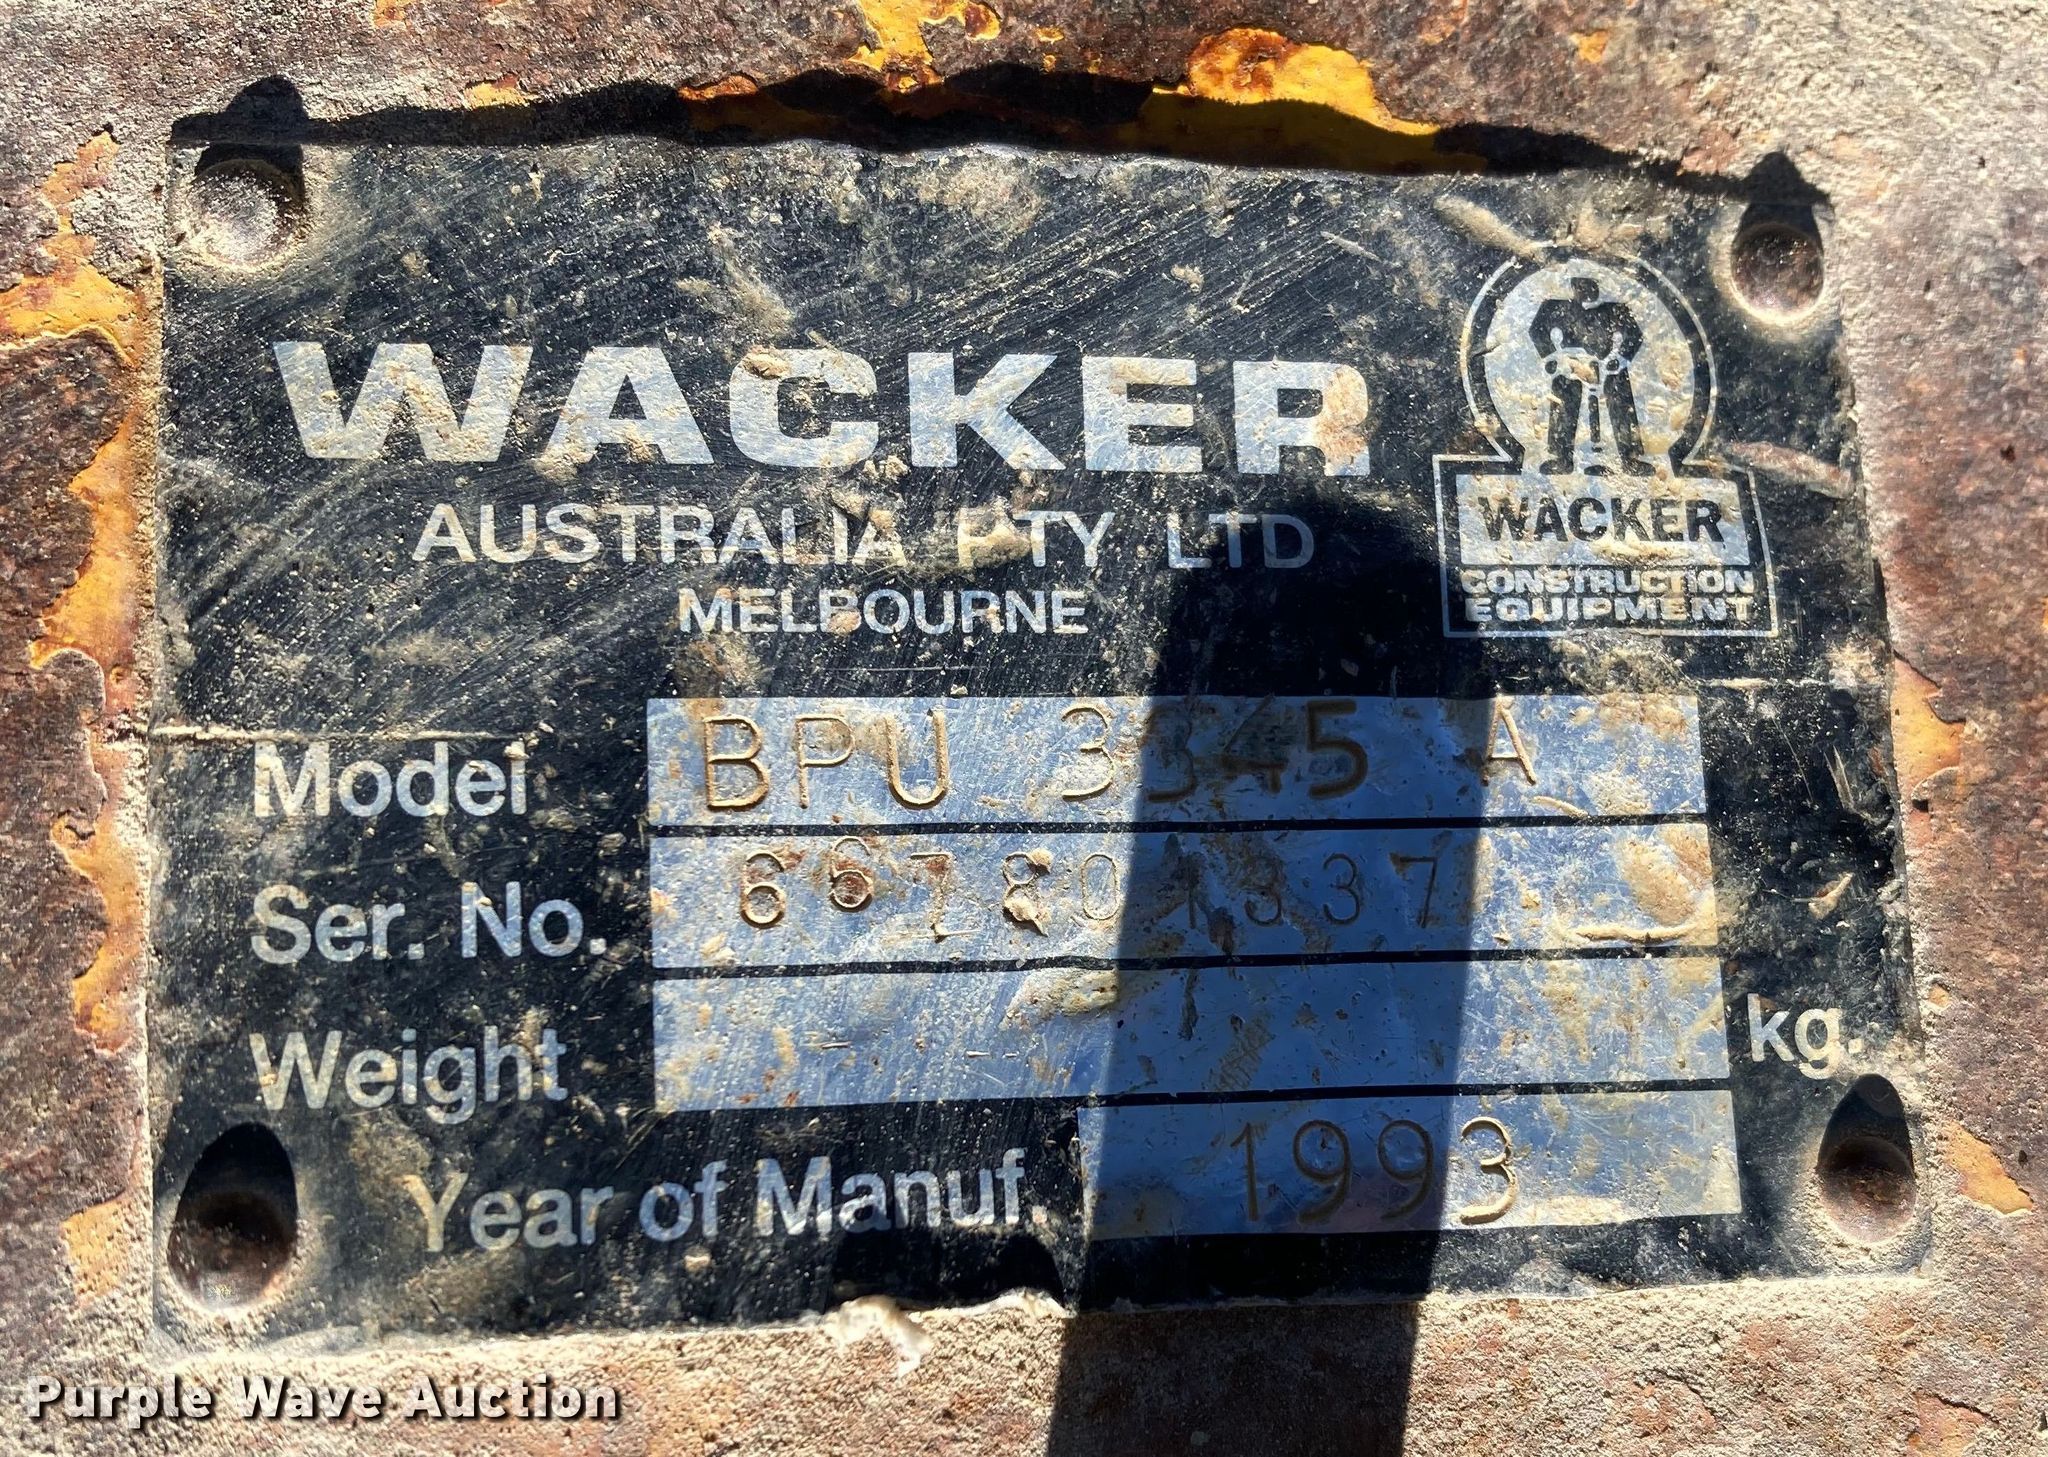 WACKER
AUSTRALIA PTY LTD
MELBOURNE
WACKER
CONSTRUCTION
EQUIPMENT
Model BPU 3345 A
Ser. No. 667801337
Weight kg.
Year of Manuf. 1993
Purple Wave Auction